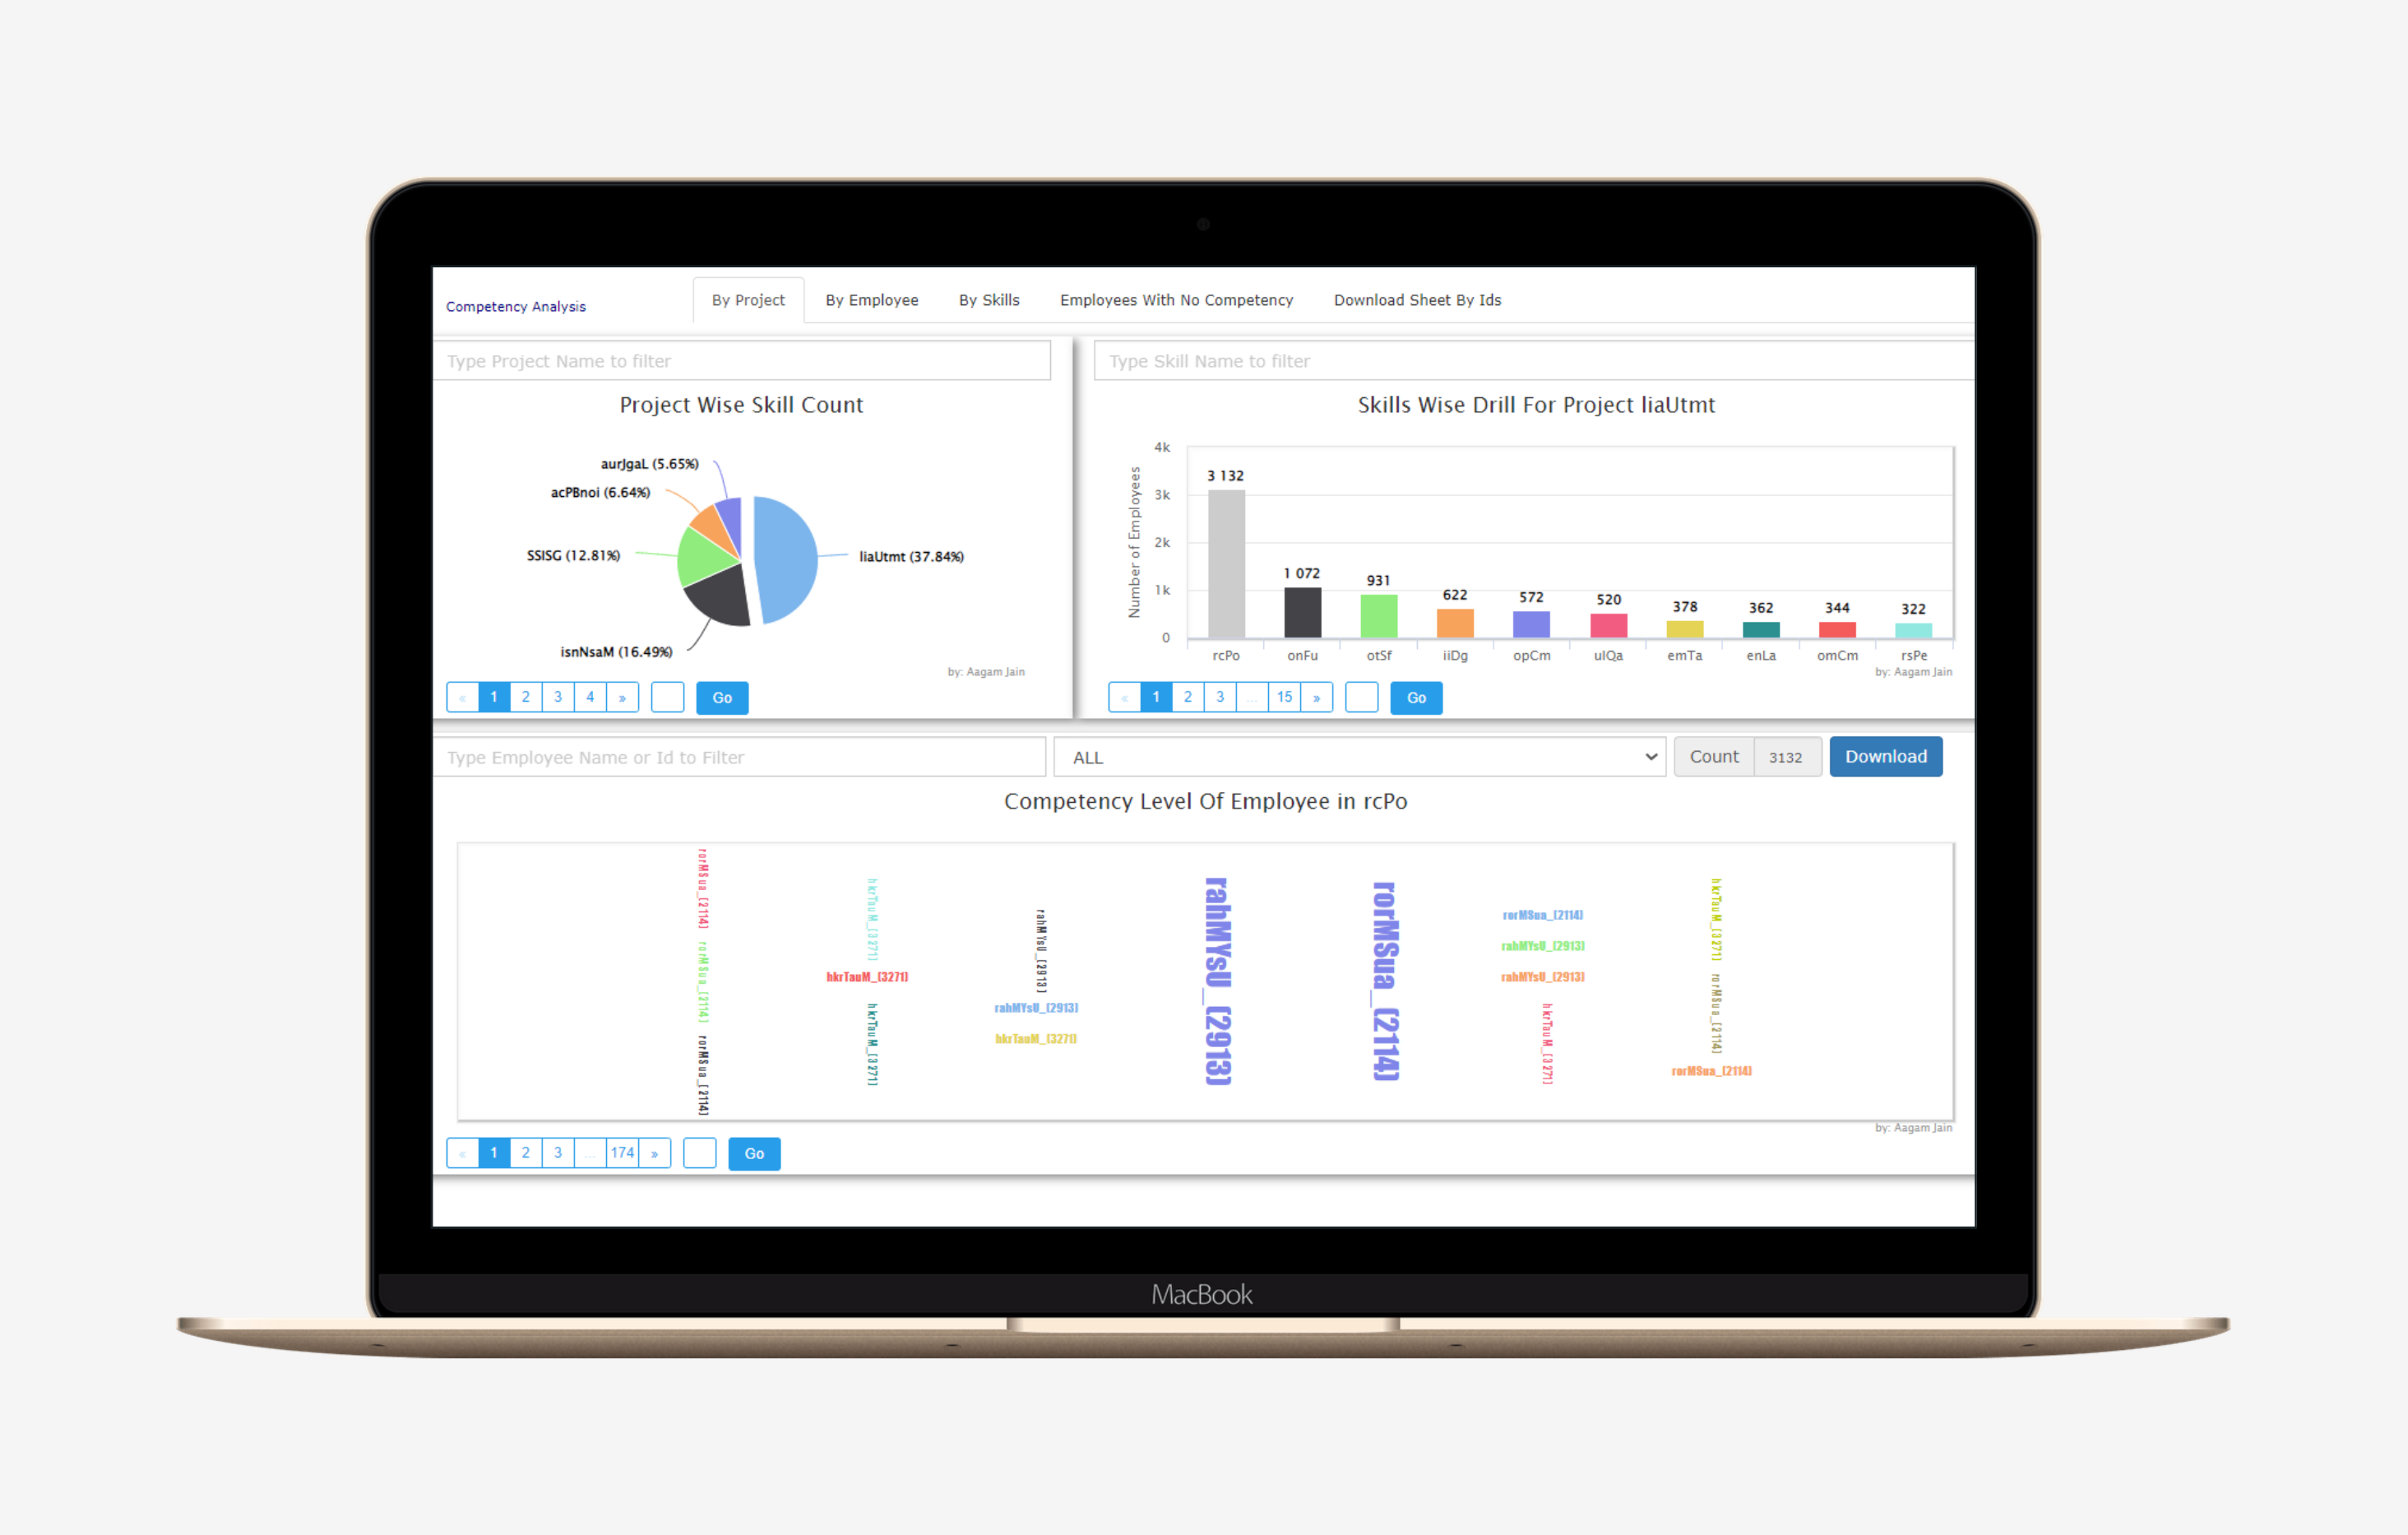 Competency Analysis
By Project
By Employee
By Skills
Employees With No Competency
Download Sheet By Ids
Type Project Name to filter
Project Wise Skill Count
aurJgaL (5.65%)
acPBnoi (6.64%)
SSISG (12.81%)
liaUtmt (37.84%)
isnNsaM (16.49%)
by: Aagam Jain
« 1 2 3 4 » Go
Type Skill Name to filter
Skills Wise Drill For Project liaUtmt
Number of Employees
4k
3k
2k
1k
0
3 132
1 072
931
622
572
520
378
362
344
322
rcPo onFu otSf iiDg opCm ulQa emTa enLa omCm rsPe
by: Aagam Jain
« 1 2 3 ... 15 » Go
Type Employee Name or Id to Filter
ALL
Count 3132
Download
Competency Level Of Employee in rcPo
rorMSua_(2114)
rorMSua_(2114)
rorMSua_(2114)
hkrTauM_(3271)
hkrTauM_(3271)
hkrTauM_(3271)
rahMYsU_(2913)
rahMYsU_(2913)
hkrTauM_(3271)
rahMYsU_(2913)
rorMSua_(2114)
rorMSua_(2114)
rahMYsU_(2913)
rahMYsU_(2913)
hkrTauM_(3271)
hkrTauM_(3271)
rorMSua_(2114)
rorMSua_(2114)
by: Aagam Jain
« 1 2 3 ... 174 » Go
MacBook